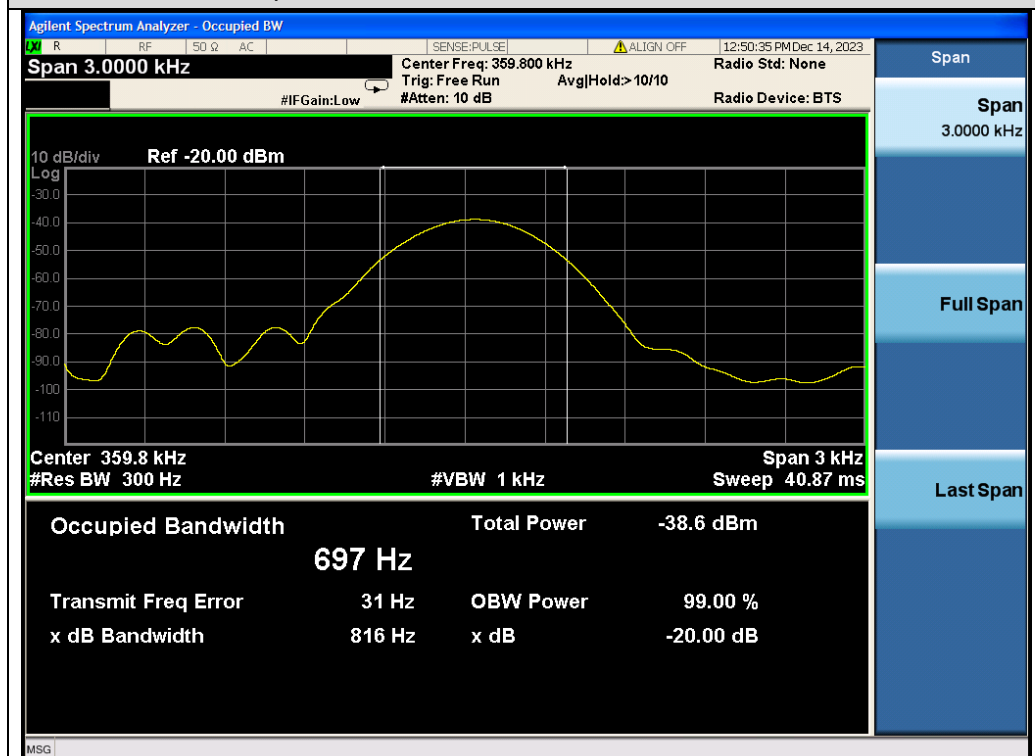 Agilent Spectrum Analyzer - Occupied BW
LXI R RF 50 Ω AC SENSE:PULSE ALIGN OFF 12:50:35 PM Dec 14, 2023
Span 3.0000 kHz
Center Freq: 359.800 kHz
Radio Std: None
Trig: Free Run Avg|Hold:>10/10
#IFGain:Low
#Atten: 10 dB
Radio Device: BTS
10 dB/div Ref -20.00 dBm
Log
-30.0
-40.0
-50.0
-60.0
-70.0
-80.0
-90.0
-100
-110
Center 359.8 kHz Span 3 kHz
#Res BW 300 Hz #VBW 1 kHz Sweep 40.87 ms
Occupied Bandwidth Total Power -38.6 dBm
697 Hz
Transmit Freq Error 31 Hz OBW Power 99.00 %
x dB Bandwidth 816 Hz x dB -20.00 dB
MSG
Span
Span
3.0000 kHz
Full Span
Last Span